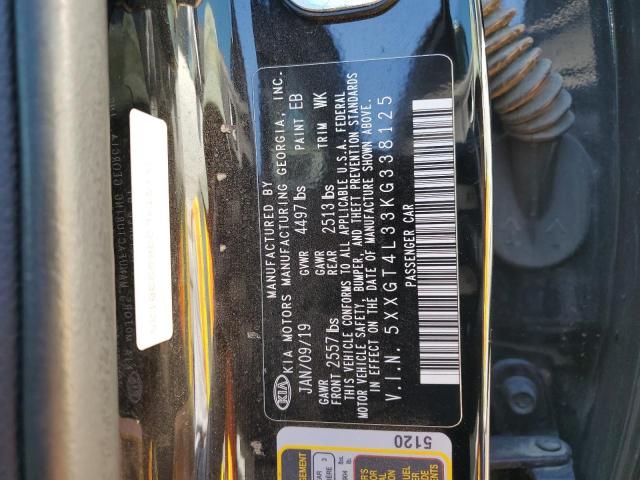 MANUFACTURED BY
KIA MOTORS MANUFACTURING GEORGIA, INC.
KIA
JAN/09/19 GVWR 4497 lbs PAINT EB
GAWR FRONT 2557 lbs GAWR REAR 2513 lbs TRIM WK
THIS VEHICLE CONFORMS TO ALL APPLICABLE U.S.A. FEDERAL
MOTOR VEHICLE SAFETY, BUMPER, AND THEFT PREVENTION STANDARDS
IN EFFECT ON THE DATE OF MANUFACTURE SHOWN ABOVE.
V.I.N. 5XXGT4L33KG338125
PASSENGER CAR
5120